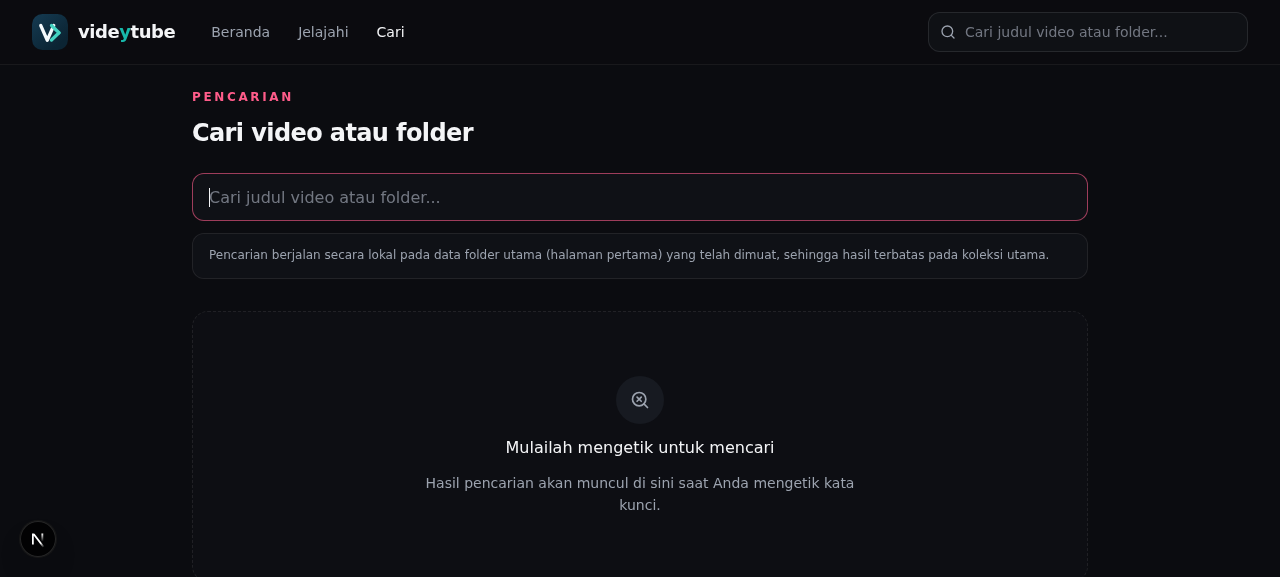 videytube
Beranda
Jelajahi
Cari
Cari judul video atau folder...
PENCARIAN
Cari video atau folder
Cari judul video atau folder...
Pencarian berjalan secara lokal pada data folder utama (halaman pertama) yang telah dimuat, sehingga hasil terbatas pada koleksi utama.
Mulailah mengetik untuk mencari
Hasil pencarian akan muncul di sini saat Anda mengetik kata
kunci.
N